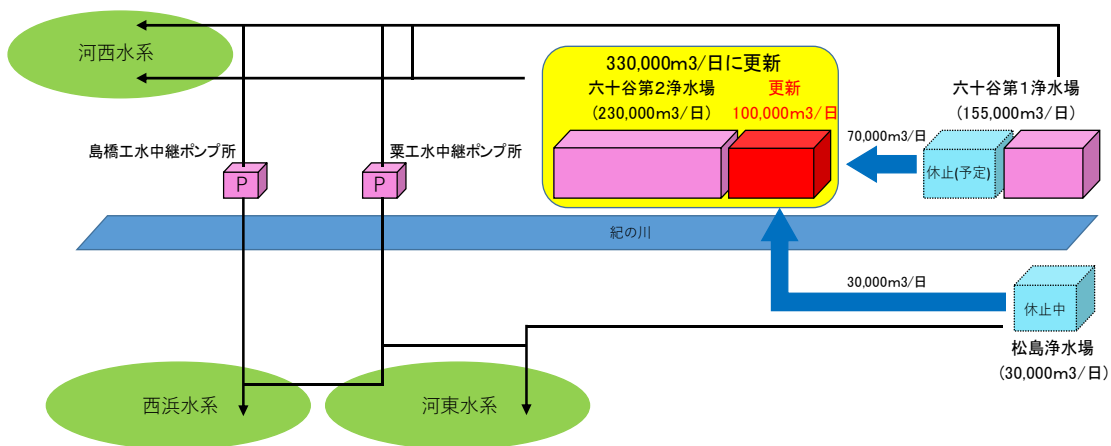 河西水系
330,000m3/日に更新
六十谷第2浄水場
(230,000m3/日)
更新
100,000m3/日
六十谷第1浄水場
(155,000m3/日)
70,000m3/日
休止(予定)
島橋工水中継ポンプ所
P
粟工水中継ポンプ所
P
紀の川
30,000m3/日
休止中
松島浄水場
(30,000m3/日)
西浜水系
河東水系